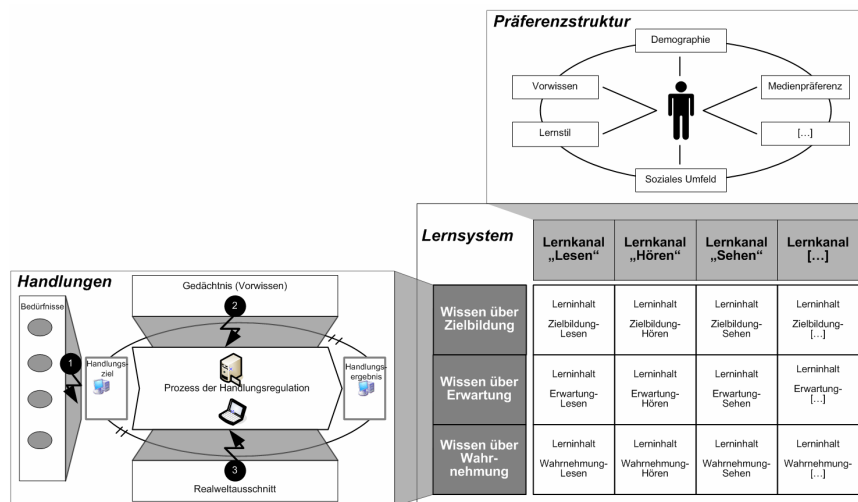 Präferenzstruktur
Demographie
Vorwissen
Medienpräferenz
Lernstil
[...]
Soziales Umfeld
Lernsystem
Lernkanal
„Lesen“
Lernkanal
„Hören“
Lernkanal
„Sehen“
Lernkanal
[...]
Wissen über
Zielbildung
Lerninhalt
Zielbildung-
Lesen
Lerninhalt
Zielbildung-
Hören
Lerninhalt
Zielbildung-
Sehen
Lerninhalt
Zielbildung-
[...]
Wissen über
Erwartung
Lerninhalt
Erwartung-
Lesen
Lerninhalt
Erwartung-
Hören
Lerninhalt
Erwartung-
Sehen
Lerninhalt
Erwartung-
[...]
Wissen über
Wahr-
nehmung
Lerninhalt
Wahrnehmung-
Lesen
Lerninhalt
Wahrnehmung-
Hören
Lerninhalt
Wahrnehmung-
Sehen
Lerninhalt
Wahrnehmung-
[...]
Handlungen
Bedürfnisse
Gedächtnis (Vorwissen)
2
1
Handlungs-
ziel
Prozess der Handlungsregulation
Handlungs-
ergebnis
3
Realweltausschnitt